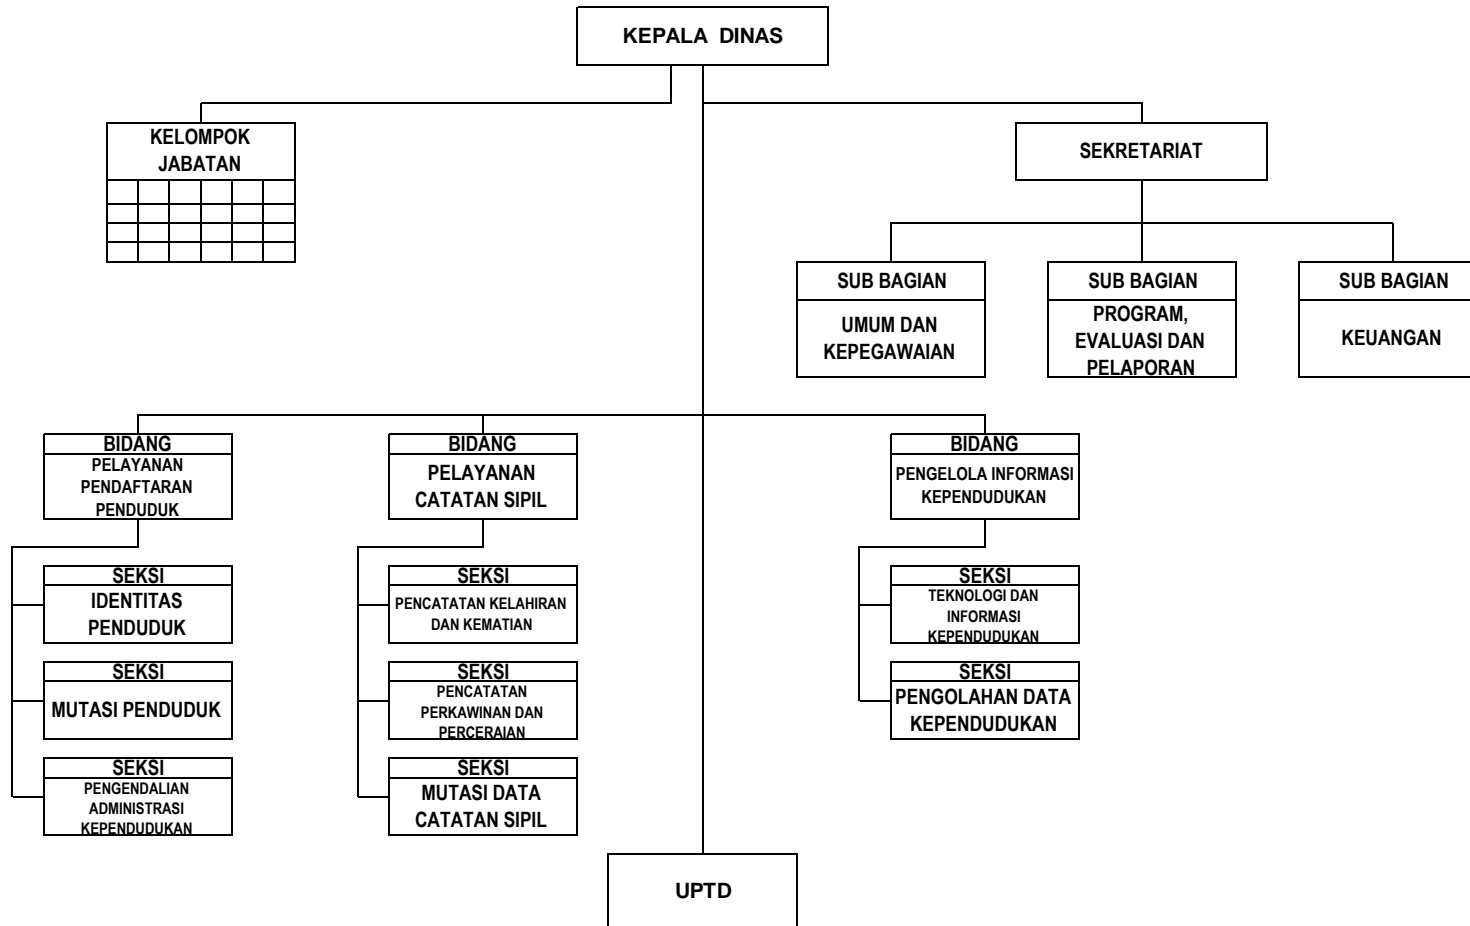 KEPALA DINAS
KELOMPOK
JABATAN
SEKRETARIAT
SUB BAGIAN
UMUM DAN
KEPEGAWAIAN
SUB BAGIAN
PROGRAM,
EVALUASI DAN
PELAPORAN
SUB BAGIAN
KEUANGAN
BIDANG
PELAYANAN
PENDAFTARAN
PENDUDUK
BIDANG
PELAYANAN
CATATAN SIPIL
BIDANG
PENGELOLA INFORMASI
KEPENDUDUKAN
SEKSI
IDENTITAS
PENDUDUK
SEKSI
MUTASI PENDUDUK
SEKSI
PENGENDALIAN
ADMINISTRASI
KEPENDUDUKAN
SEKSI
PENCATATAN KELAHIRAN
DAN KEMATIAN
SEKSI
PENCATATAN
PERKAWINAN DAN
PERCERAIAN
SEKSI
MUTASI DATA
CATATAN SIPIL
SEKSI
TEKNOLOGI DAN
INFORMASI
KEPENDUDUKAN
SEKSI
PENGOLAHAN DATA
KEPENDUDUKAN
UPTD